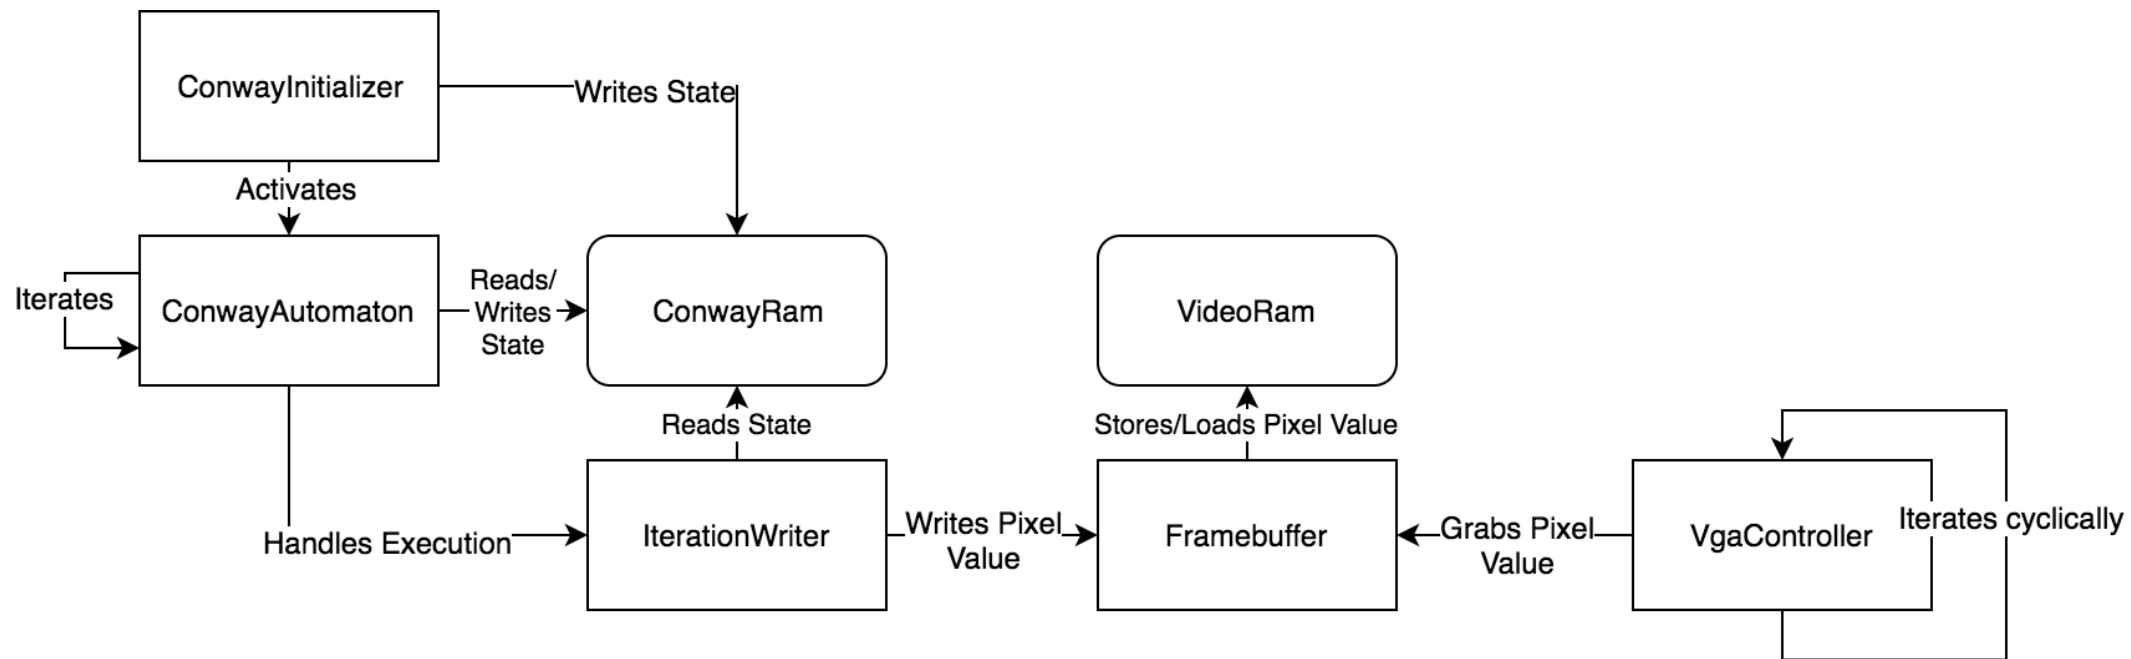 ConwayInitializer
Writes State
Activates
Iterates
ConwayAutomaton
Reads/
Writes
State
ConwayRam
VideoRam
Reads State
Stores/Loads Pixel Value
Handles Execution
IterationWriter
Writes Pixel
Value
Framebuffer
Grabs Pixel
Value
VgaController
Iterates cyclically